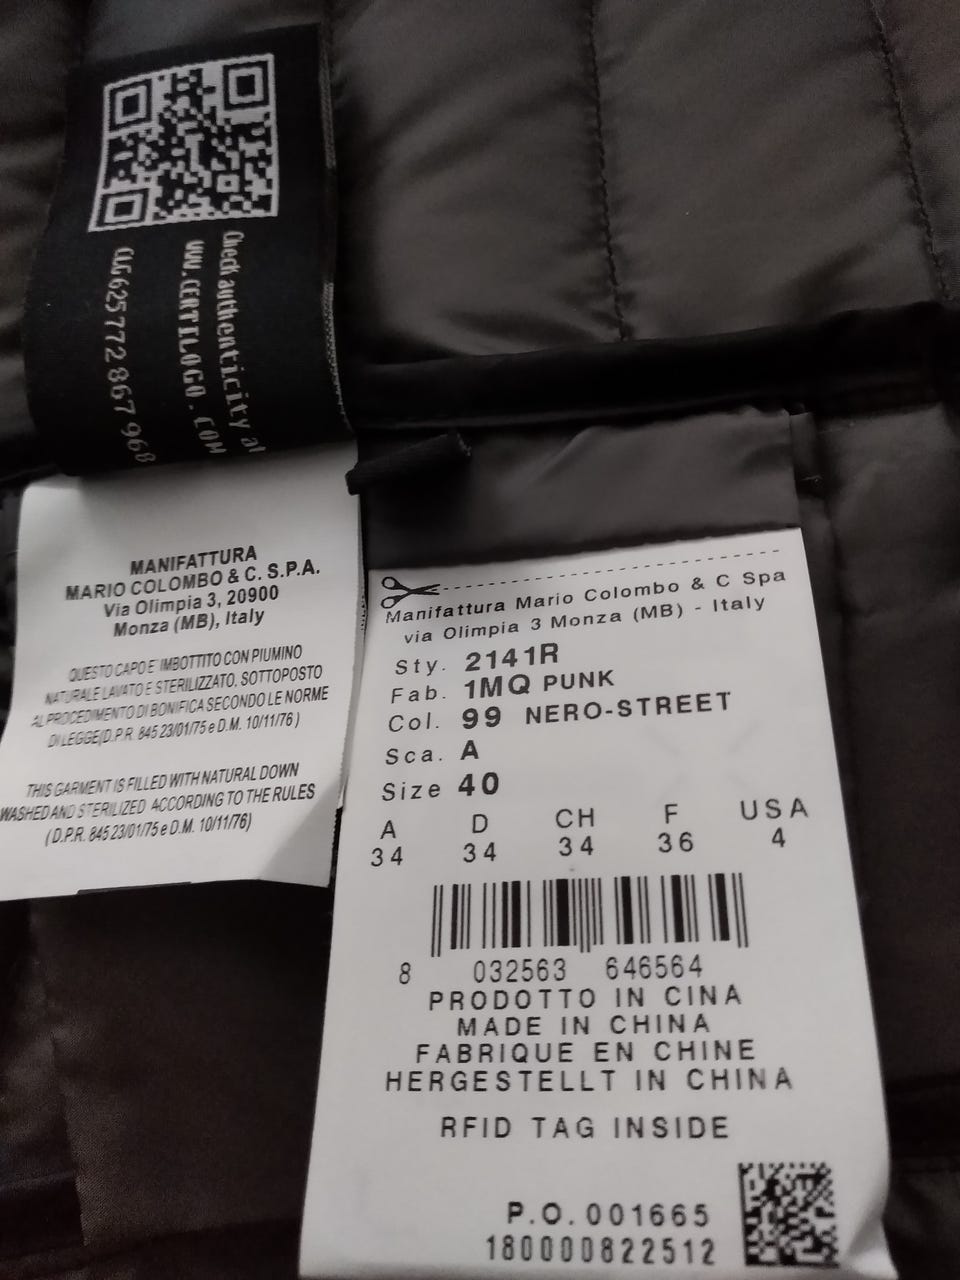 Check authenticity at
WWW.CERTILOGO.COM
CLG625772867968
MANIFATTURA
MARIO COLOMBO & C. S.P.A.
Via Olimpia 3, 20900
Monza (MB), Italy
QUESTO CAPO E' IMBOTTITO CON PIUMINO
NATURALE LAVATO E STERILIZZATO, SOTTOPOSTO
AL PROCEDIMENTO DI BONIFICA SECONDO LE NORME
DI LEGGE(D.P.R. 845 23/01/75 e D.M. 10/11/76)
THIS GARMENT IS FILLED WITH NATURAL DOWN
WASHED AND STERILIZED ACCORDING TO THE RULES
(D.P.R. 845 23/01/75 e D.M. 10/11/76)
Manifattura Mario Colombo & C Spa
via Olimpia 3 Monza (MB) - Italy
Sty. 2141R
Fab. 1MQ PUNK
Col. 99 NERO-STREET
Sca. A
Size 40
A D CH F USA
34 34 34 36 4
8 032563 646564
PRODOTTO IN CINA
MADE IN CHINA
FABRIQUE EN CHINE
HERGESTELLT IN CHINA
RFID TAG INSIDE
P.O. 001665
180000822512